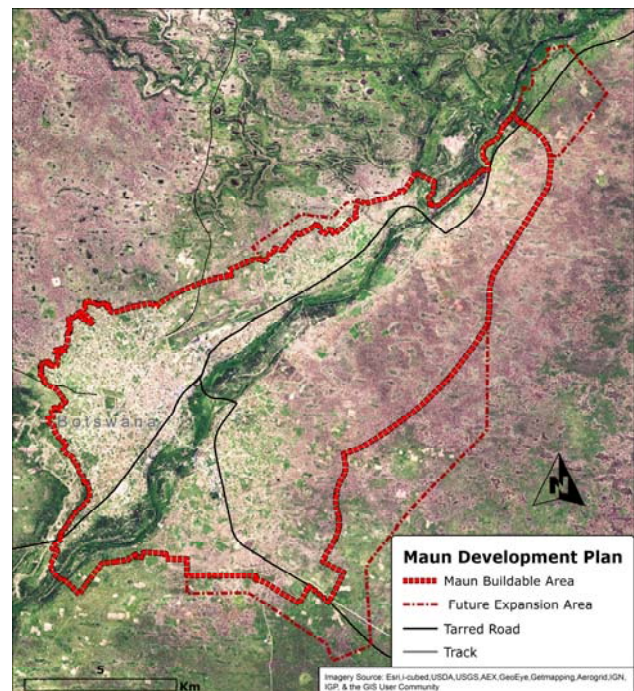 Botswana
N
Maun Development Plan
Maun Buildable Area
Future Expansion Area
Tarred Road
Track
5
Km
Imagery Source: Esri,i-cubed,USDA,USGS,AEX,GeoEye,Getmapping,Aerogrid,IGN,
IGP, & the GIS User Community